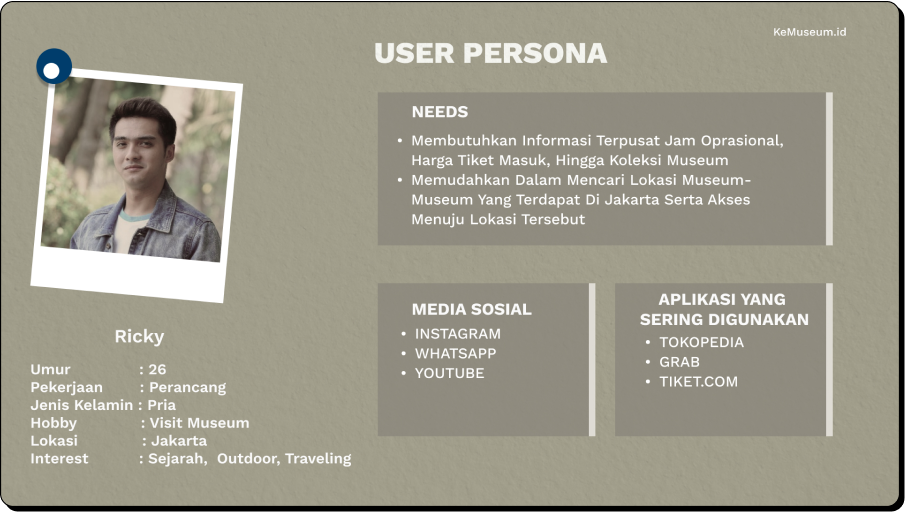 KeMuseum.id
USER PERSONA
NEEDS
• Membutuhkan Informasi Terpusat Jam Oprasional,
Harga Tiket Masuk, Hingga Koleksi Museum
• Memudahkan Dalam Mencari Lokasi Museum-
Museum Yang Terdapat Di Jakarta Serta Akses
Menuju Lokasi Tersebut
MEDIA SOSIAL
• INSTAGRAM
• WHATSAPP
• YOUTUBE
APLIKASI YANG
SERING DIGUNAKAN
• TOKOPEDIA
• GRAB
• TIKET.COM
Ricky
Umur : 26
Pekerjaan : Perancang
Jenis Kelamin : Pria
Hobby : Visit Museum
Lokasi : Jakarta
Interest : Sejarah, Outdoor, Traveling